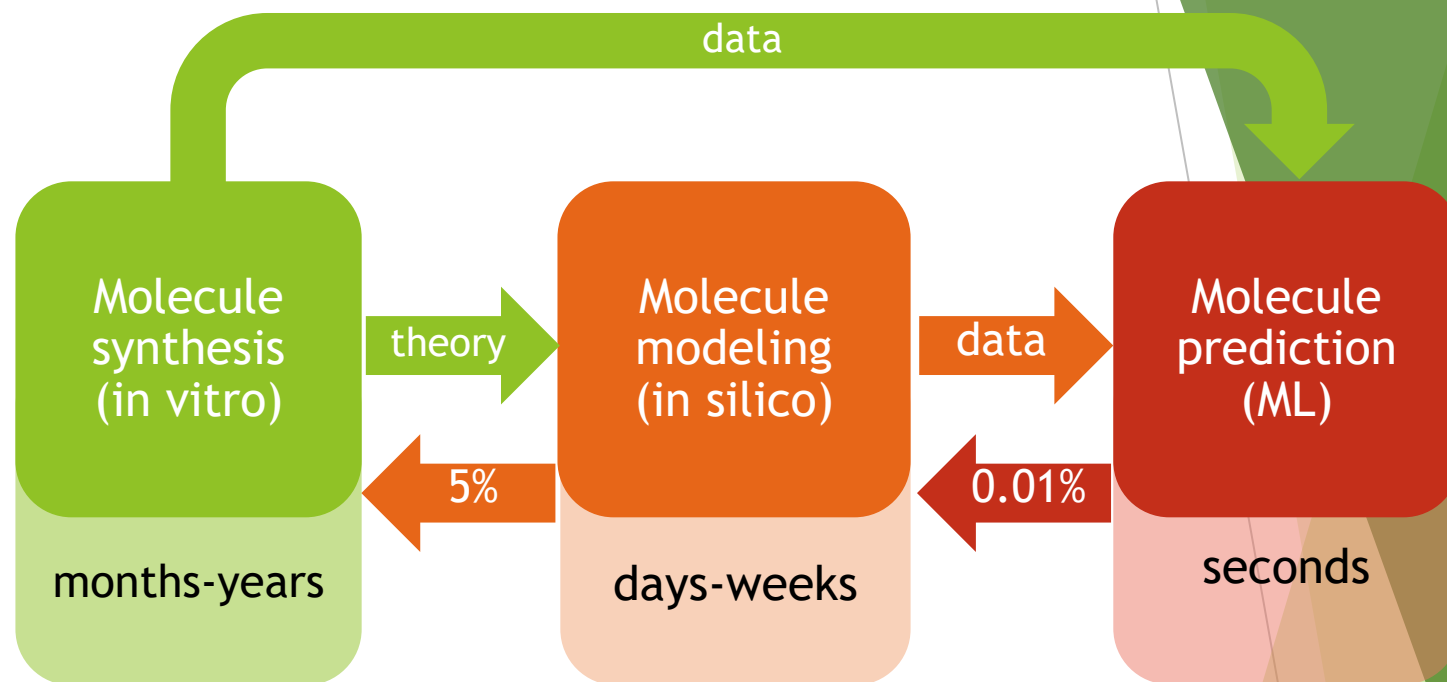 data
Molecule
synthesis
(in vitro)
theory
Molecule
modeling
(in silico)
data
Molecule
prediction
(ML)
5%
0.01%
months-years
days-weeks
seconds